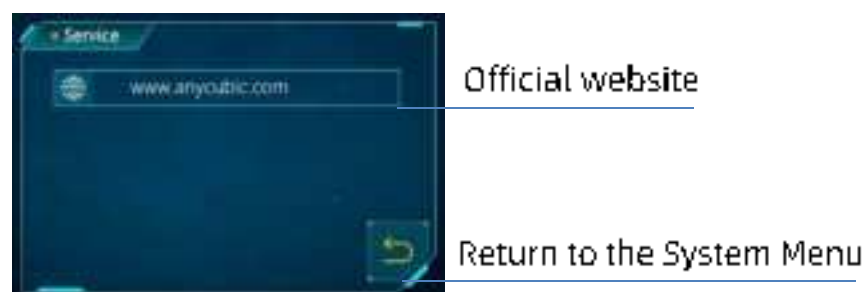 Service
www.anycubic.com
Official website
Return to the System Menu